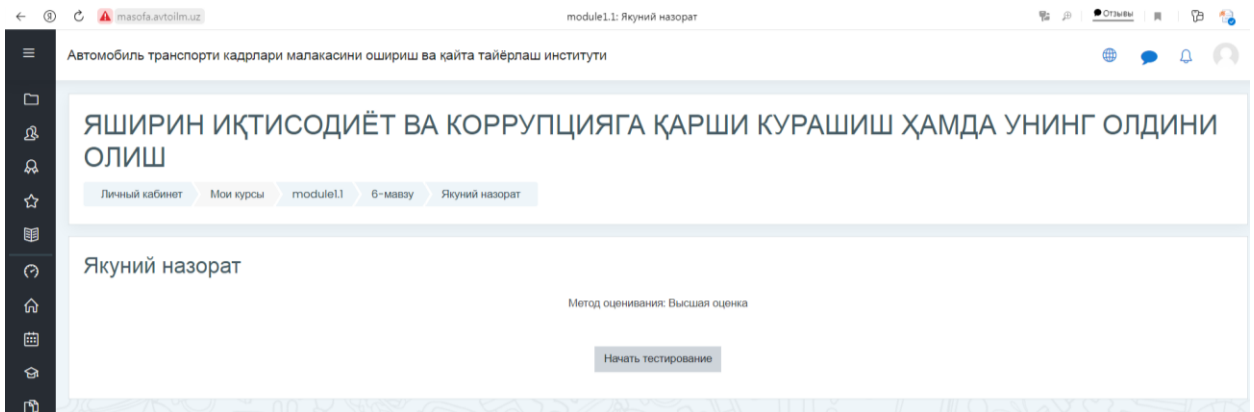 masofa.avtoilm.uz
module1.1: Якуний назорат
Отзывы
Автомобиль транспорти кадрлари малакасини ошириш ва қайта тайёрлаш институти
ЯШИРИН ИҚТИСОДИЁТ ВА КОРРУПЦИЯГА ҚАРШИ КУРАШИШ ҲАМДА УНИНГ ОЛДИНИ
ОЛИШ
Личный кабинет Мои курсы module1.1 6-мавзу Якуний назорат
Якуний назорат
Метод оценивания: Высшая оценка
Начать тестирование